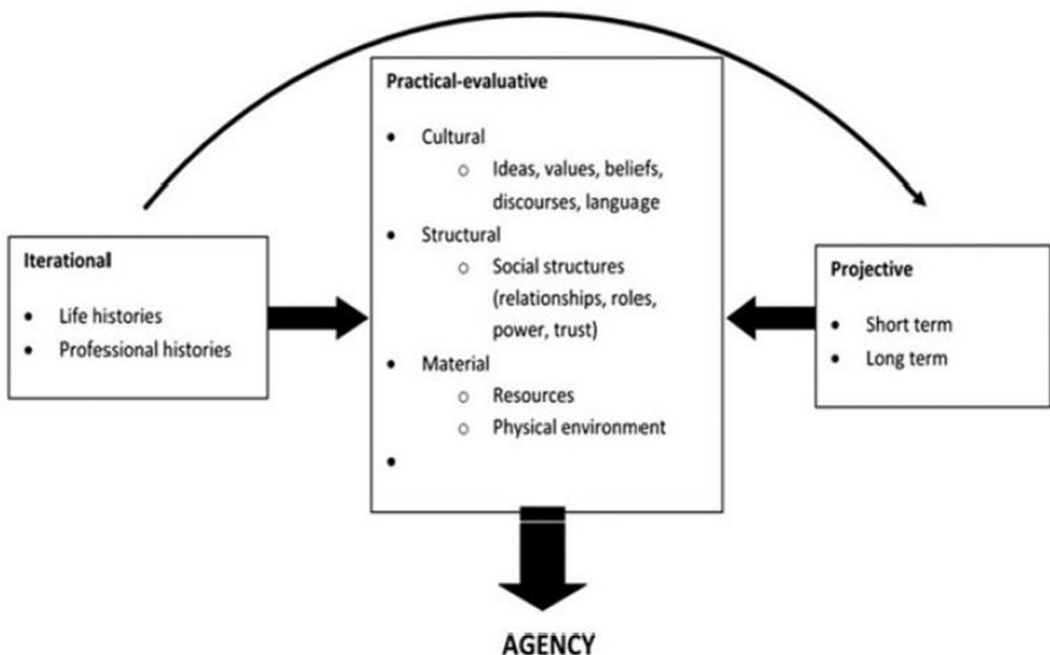 Practical-evaluative
• Cultural
o Ideas, values, beliefs,
discourses, language
• Structural
o Social structures
(relationships, roles,
power, trust)
• Material
o Resources
o Physical environment
•
Iterational
• Life histories
• Professional histories
Projective
• Short term
• Long term
AGENCY